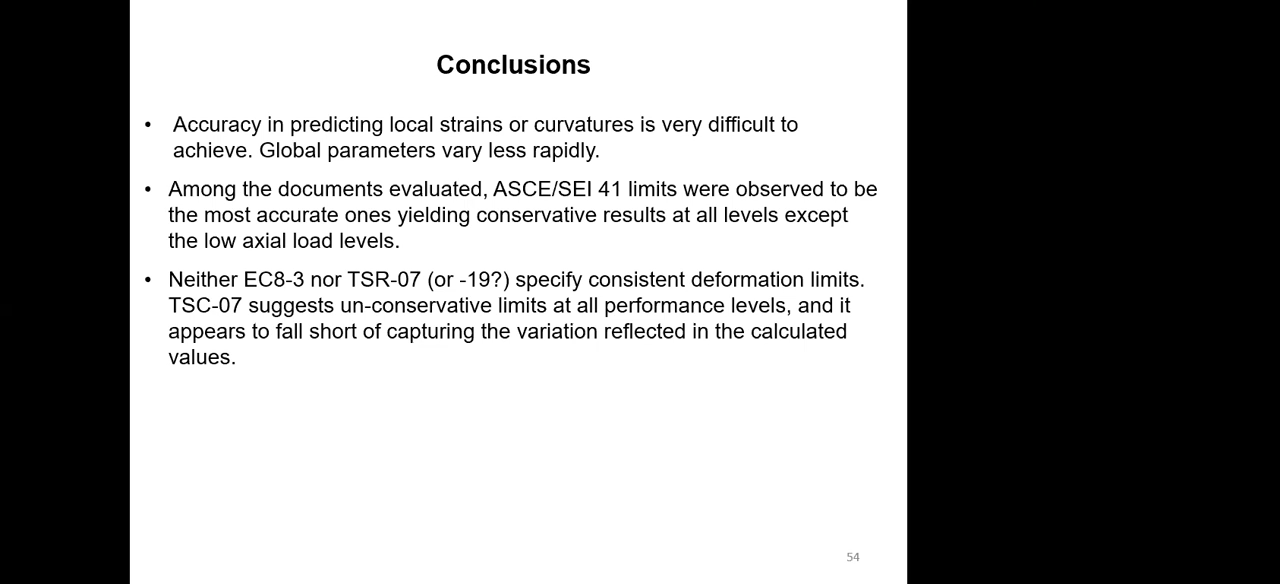 Conclusions
• Accuracy in predicting local strains or curvatures is very difficult to
achieve. Global parameters vary less rapidly.
• Among the documents evaluated, ASCE/SEI 41 limits were observed to be
the most accurate ones yielding conservative results at all levels except
the low axial load levels.
• Neither EC8-3 nor TSR-07 (or -19?) specify consistent deformation limits.
TSC-07 suggests un-conservative limits at all performance levels, and it
appears to fall short of capturing the variation reflected in the calculated
values.
54